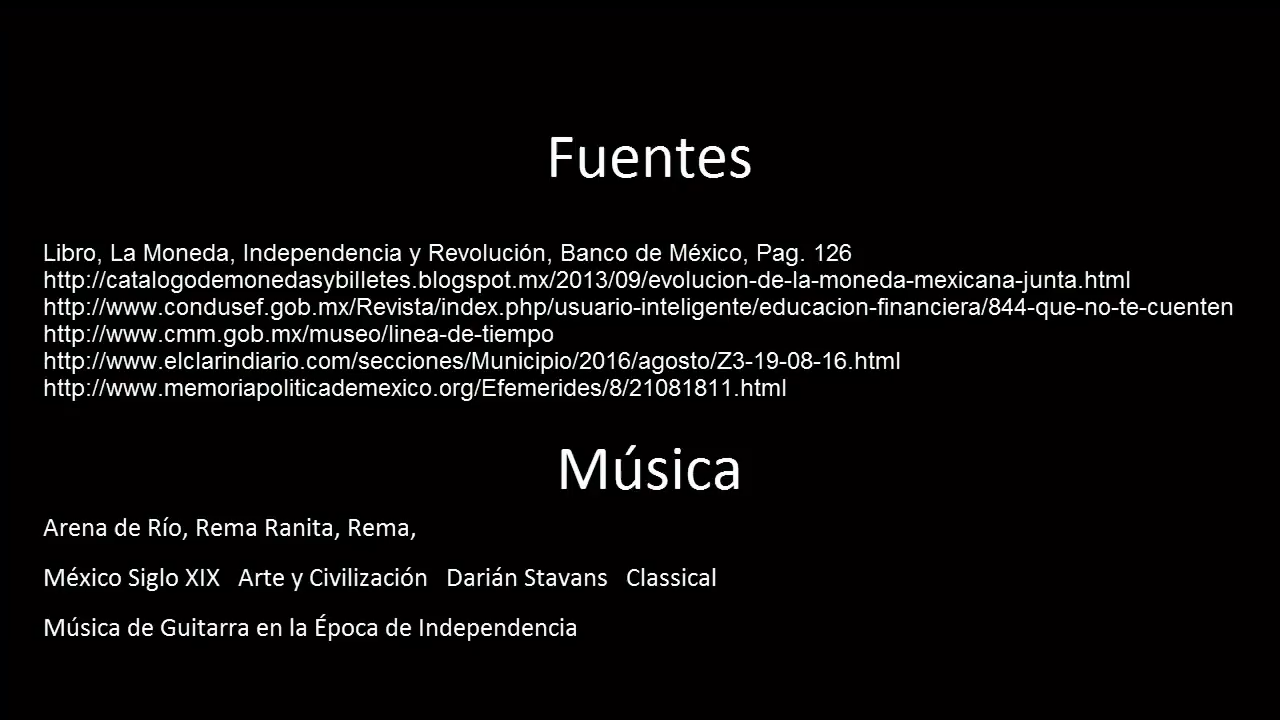 Fuentes
Libro, La Moneda, Independencia y Revolución, Banco de México, Pag. 126
http://catalogodemonedasybilletes.blogspot.mx/2013/09/evolucion-de-la-moneda-mexicana-junta.html
http://www.condusef.gob.mx/Revista/index.php/usuario-inteligente/educacion-financiera/844-que-no-te-cuenten
http://www.cmm.gob.mx/museo/linea-de-tiempo
http://www.elclarindiario.com/secciones/Municipio/2016/agosto/Z3-19-08-16.html
http://www.memoriapoliticademexico.org/Efemerides/8/21081811.html
Música
Arena de Río, Rema Ranita, Rema,
México Siglo XIX   Arte y Civilización   Darián Stavans   Classical
Música de Guitarra en la Época de Independencia